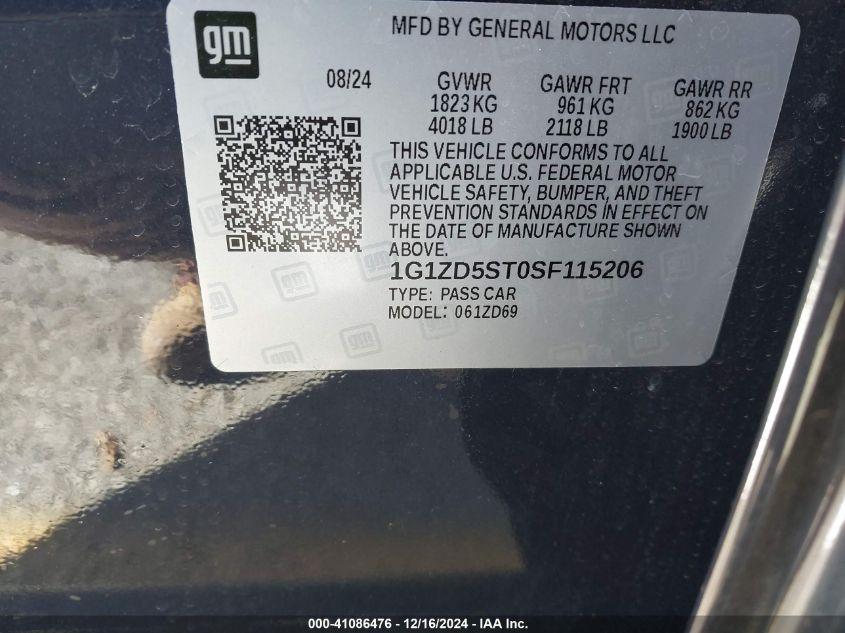 gm
MFD BY GENERAL MOTORS LLC
08/24
GVWR
1823 KG
4018 LB
GAWR FRT
961 KG
2118 LB
GAWR RR
862 KG
1900 LB
THIS VEHICLE CONFORMS TO ALL
APPLICABLE U.S. FEDERAL MOTOR
VEHICLE SAFETY, BUMPER, AND THEFT
PREVENTION STANDARDS IN EFFECT ON
THE DATE OF MANUFACTURE SHOWN
ABOVE.
1G1ZD5ST0SF115206
TYPE: PASS CAR
MODEL: 061ZD69
000-41086476 - 12/16/2024 - IAA Inc.